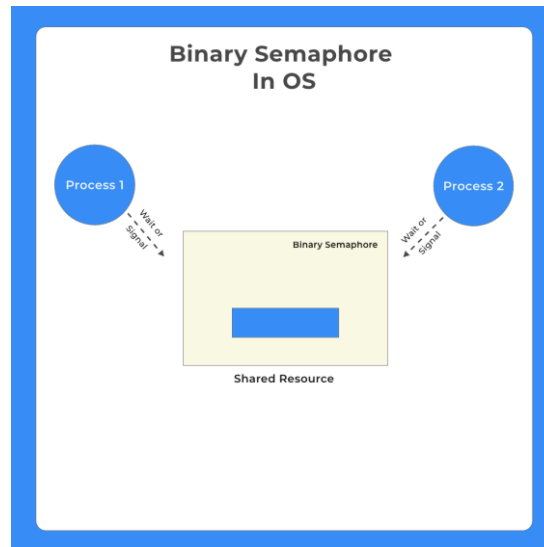 Binary Semaphore
In OS
Process 1
Process 2
Wait or
Signal
Wait or
Signal
Binary Semaphore
Shared Resource